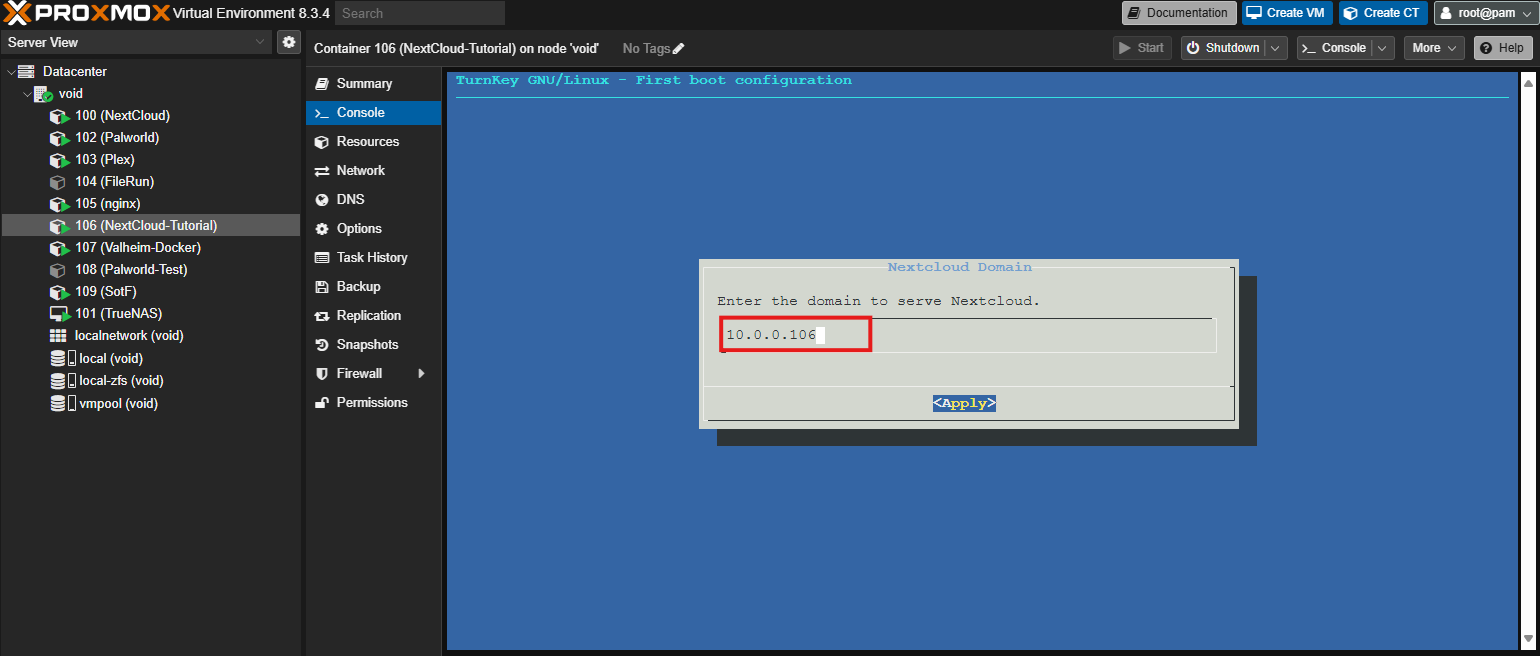 PROXMOX Virtual Environment 8.3.4 Search Documentation Create VM Create CT root@pam
Server View
Container 106 (NextCloud-Tutorial) on node 'void' No Tags Start Shutdown Console More Help
Datacenter
void
100 (NextCloud)
102 (Palworld)
103 (Plex)
104 (FileRun)
105 (nginx)
106 (NextCloud-Tutorial)
107 (Valheim-Docker)
108 (Palworld-Test)
109 (SotF)
101 (TrueNAS)
localnetwork (void)
local (void)
local-zfs (void)
vmpool (void)
Summary
Console
Resources
Network
DNS
Options
Task History
Backup
Replication
Snapshots
Firewall
Permissions
TurnKey GNU/Linux - First boot configuration
Nextcloud Domain
Enter the domain to serve Nextcloud.
10.0.0.106
<Apply>